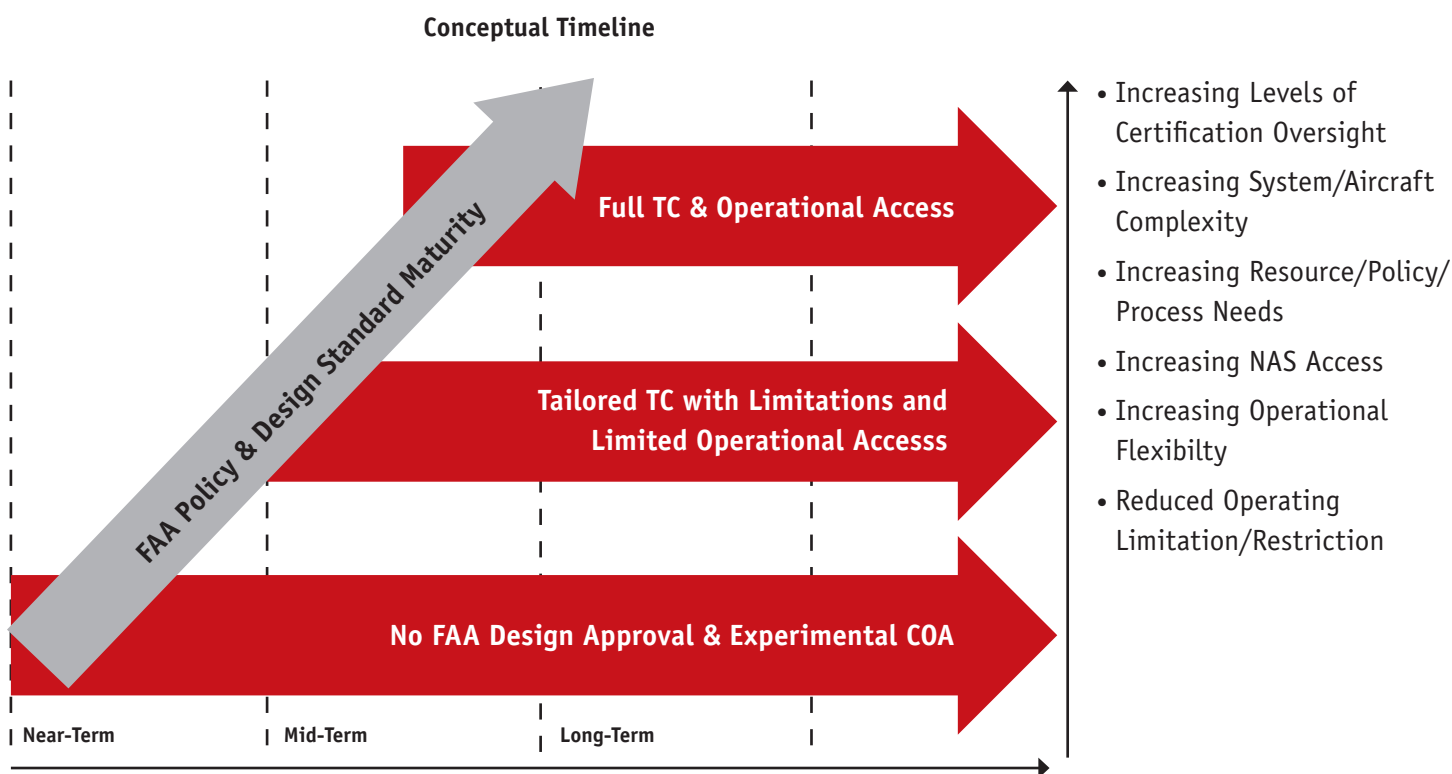 Conceptual Timeline
FAA Policy & Design Standard Maturity
Full TC & Operational Access
Tailored TC with Limitations and
Limited Operational Accesss
No FAA Design Approval & Experimental COA
Near-Term
Mid-Term
Long-Term
• Increasing Levels of
Certification Oversight
• Increasing System/Aircraft
Complexity
• Increasing Resource/Policy/
Process Needs
• Increasing NAS Access
• Increasing Operational
Flexibilty
• Reduced Operating
Limitation/Restriction